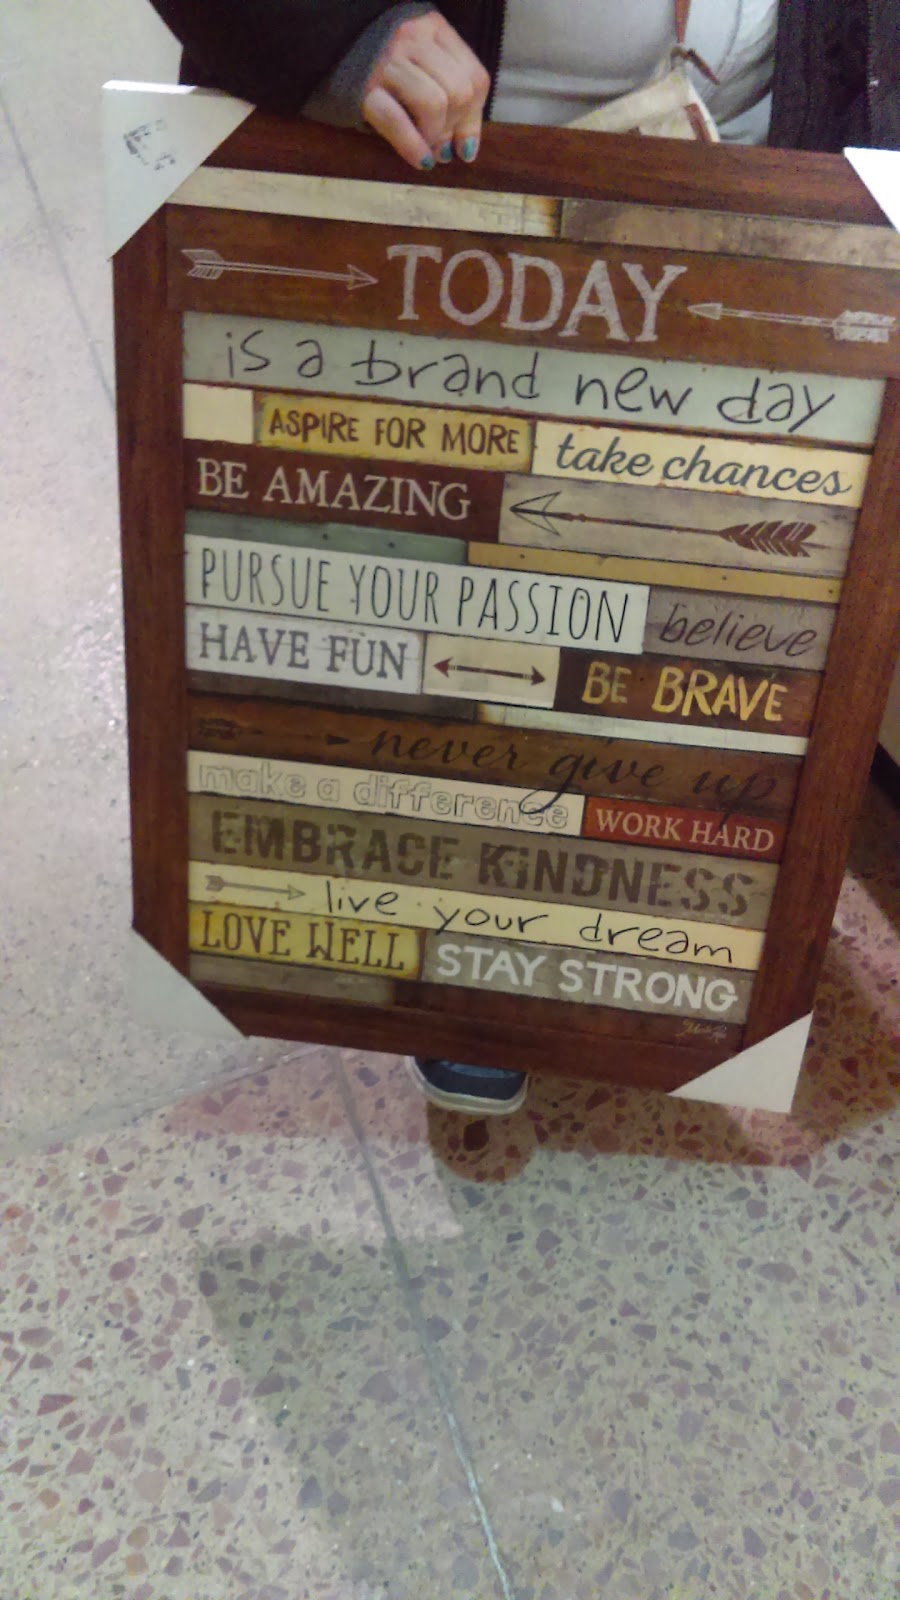 TODAY
is a brand new day
ASPIRE FOR MORE take chances
BE AMAZING
PURSUE YOUR PASSION believe
HAVE FUN BE BRAVE
never give up
make a difference WORK HARD
EMBRACE KiNDNESS
live your dream
LOVE WELL STAY STRONG